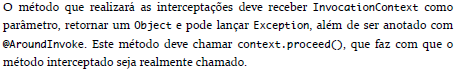 O método que realizará as interceptações deve receber InvocationContext como
parâmetro, retornar um Object e pode lançar Exception, além de ser anotado com
@AroundInvoke. Este método deve chamar context.proceed(), que faz com que o
método interceptado seja realmente chamado.